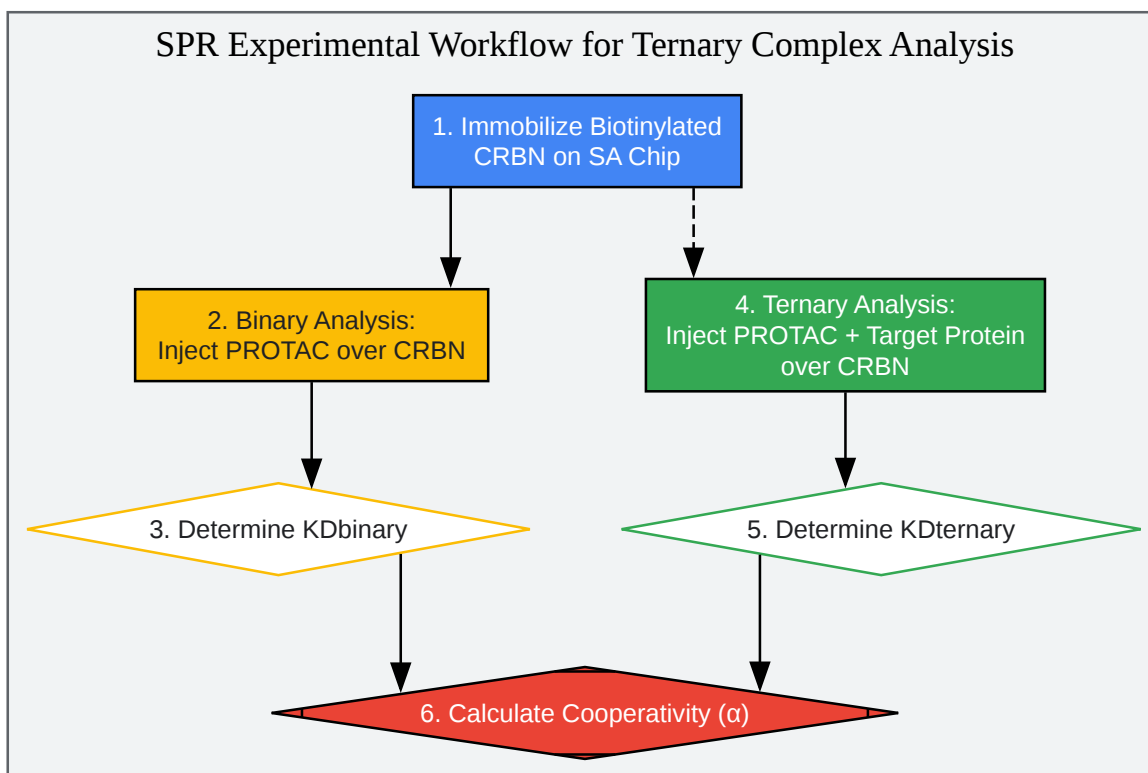 SPR Experimental Workflow for Ternary Complex Analysis
1. Immobilize Biotinylated
CRBN on SA Chip
2. Binary Analysis:
Inject PROTAC over CRBN
4. Ternary Analysis:
Inject PROTAC + Target Protein
over CRBN
3. Determine KDbinary
5. Determine KDternary
6. Calculate Cooperativity (α)